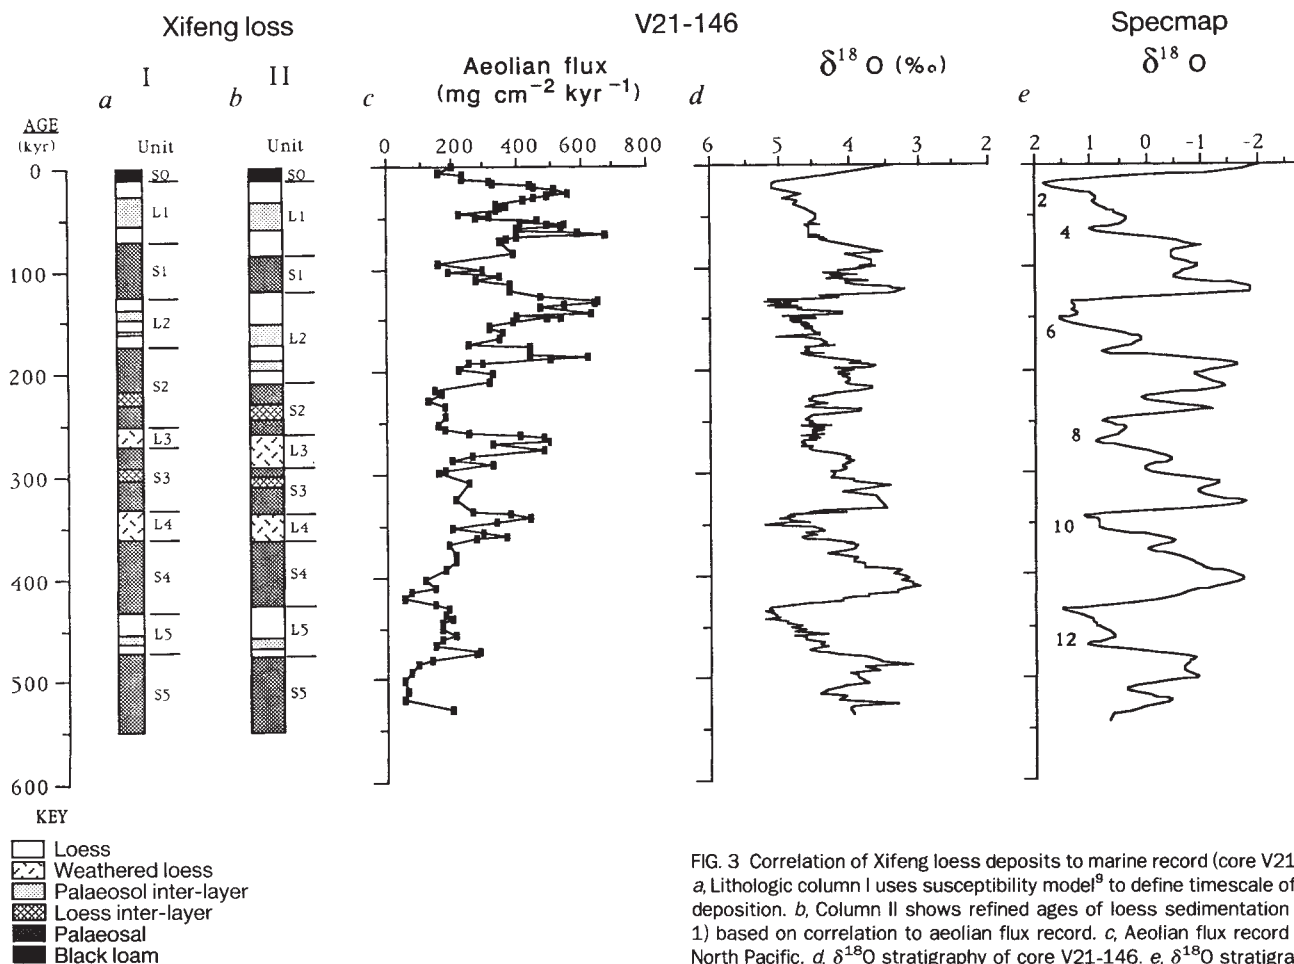 Xifeng loss
V21-146
Specmap
I
II
Aeolian flux
(mg cm⁻² kyr⁻¹)
δ¹⁸ O (‰)
δ¹⁸ O
a
b
c
d
e
AGE
(kyr)
Unit
Unit
0 200 400 600 800
6 5 4 3 2
2 1 0 -1 -2
0
100
200
300
400
500
600
S0
L1
S1
L2
S2
L3
S3
L4
S4
L5
S5
S0
L1
S1
L2
S2
L3
S3
L4
S4
L5
S5
2
4
6
8
10
12
KEY
Loess
Weathered loess
Palaeosol inter-layer
Loess inter-layer
Palaeosal
Black loam
FIG. 3 Correlation of Xifeng loess deposits to marine record (core V21
a, Lithologic column I uses susceptibility model⁹ to define timescale of
deposition. b, Column II shows refined ages of loess sedimentation
1) based on correlation to aeolian flux record. c, Aeolian flux record
North Pacific. d, δ¹⁸O stratigraphy of core V21-146. e, δ¹⁸O stratigra